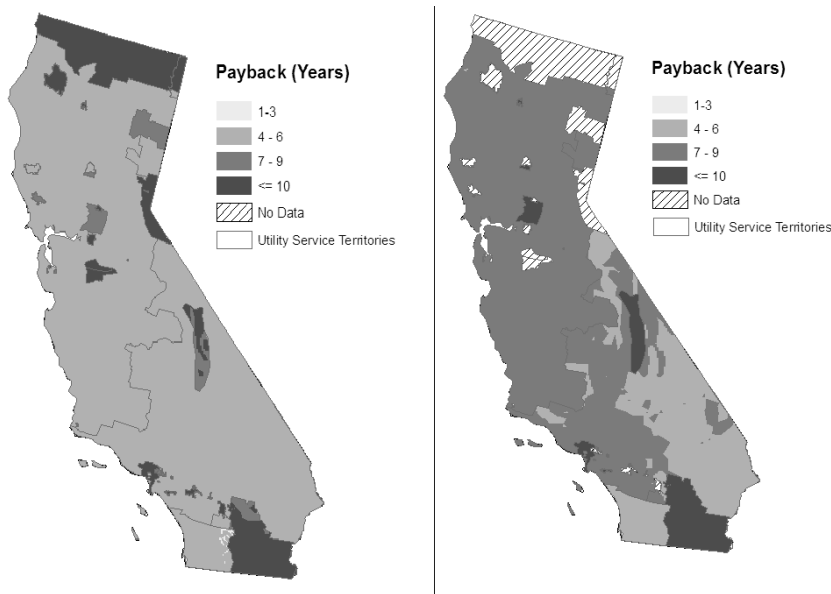 Payback (Years)
1-3
4 - 6
7 - 9
<= 10
No Data
Utility Service Territories
Payback (Years)
1-3
4 - 6
7 - 9
<= 10
No Data
Utility Service Territories